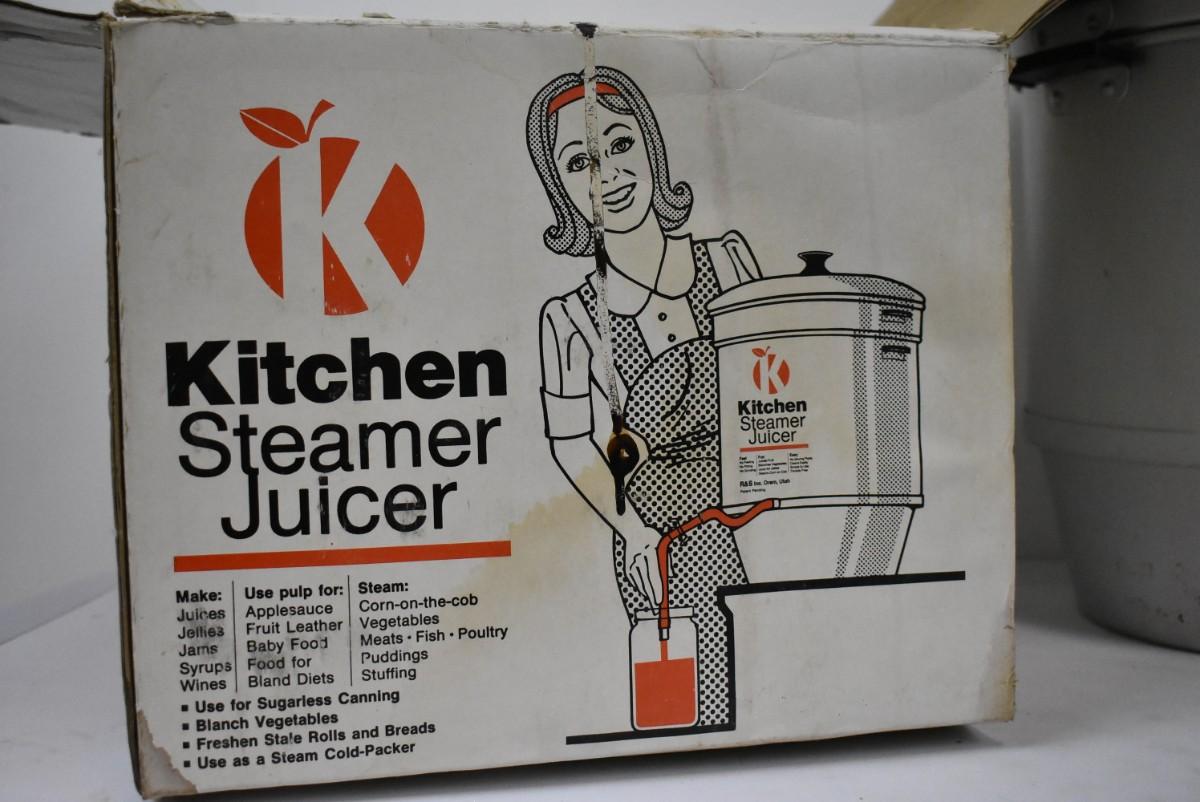 K
Kitchen
Steamer
Juicer
Make:
Juices
Jellies
Jams
Syrups
Wines
Use pulp for:
Applesauce
Fruit Leather
Baby Food
Food for
Bland Diets
Steam:
Corn-on-the-cob
Vegetables
Meats · Fish · Poultry
Puddings
Stuffing
▪ Use for Sugarless Canning
▪ Blanch Vegetables
▪ Freshen Stale Rolls and Breads
▪ Use as a Steam Cold-Packer
K
Kitchen
Steamer
Juicer
R&S Inc. Orem, Utah
Patent Pending